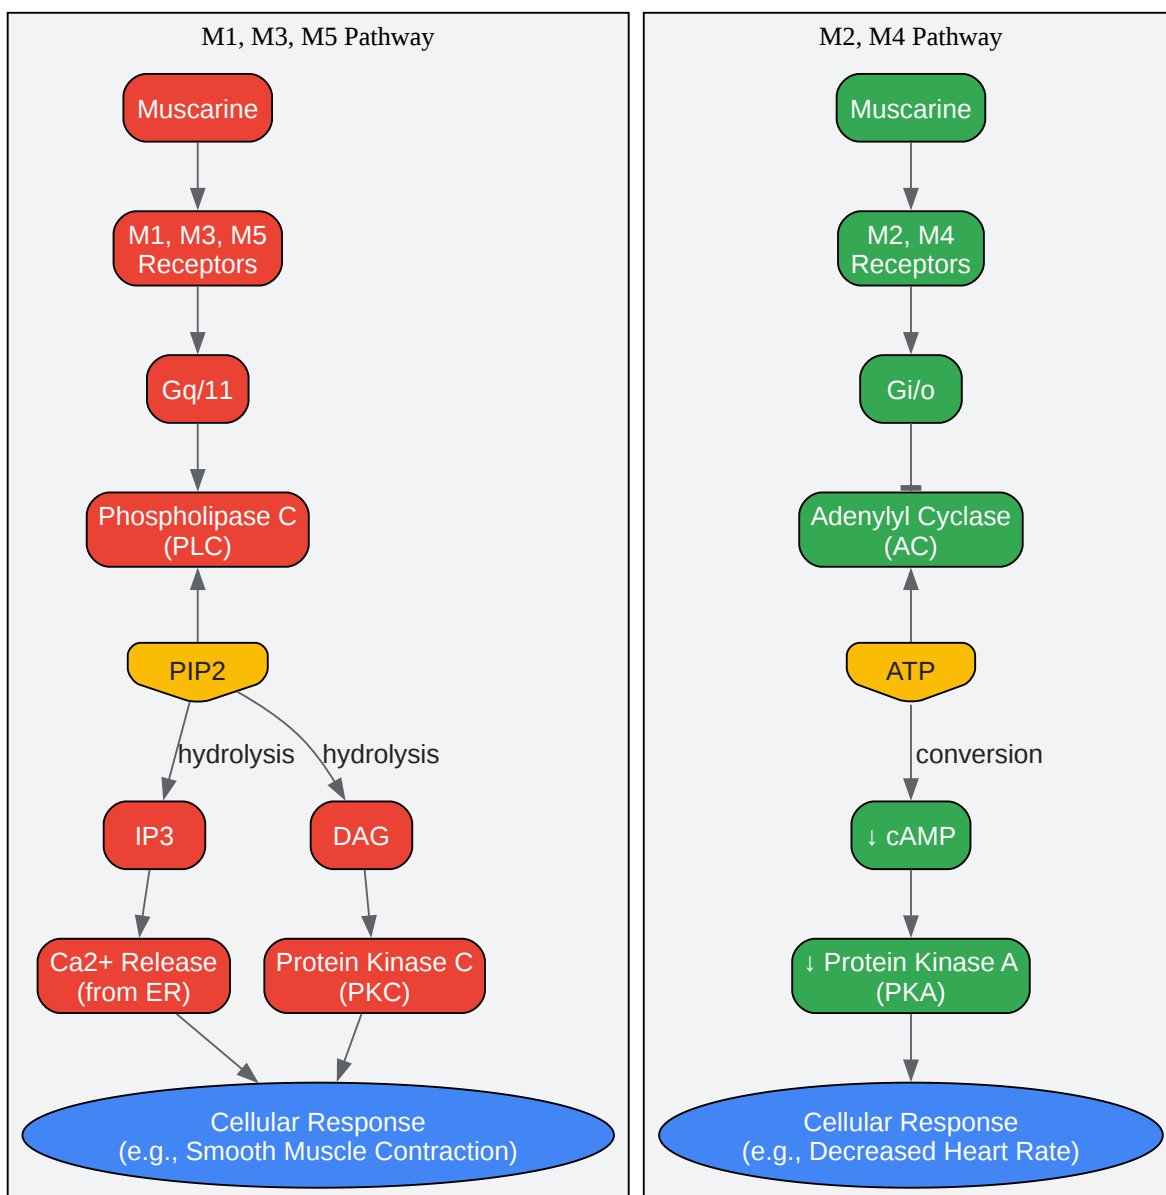 M1, M3, M5 Pathway
Muscarine
M1, M3, M5
Receptors
Gq/11
Phospholipase C
(PLC)
PIP2
hydrolysis
hydrolysis
IP3
DAG
Ca2+ Release
(from ER)
Protein Kinase C
(PKC)
Cellular Response
(e.g., Smooth Muscle Contraction)
M2, M4 Pathway
Muscarine
M2, M4
Receptors
Gi/o
Adenylyl Cyclase
(AC)
ATP
conversion
↓ cAMP
↓ Protein Kinase A
(PKA)
Cellular Response
(e.g., Decreased Heart Rate)